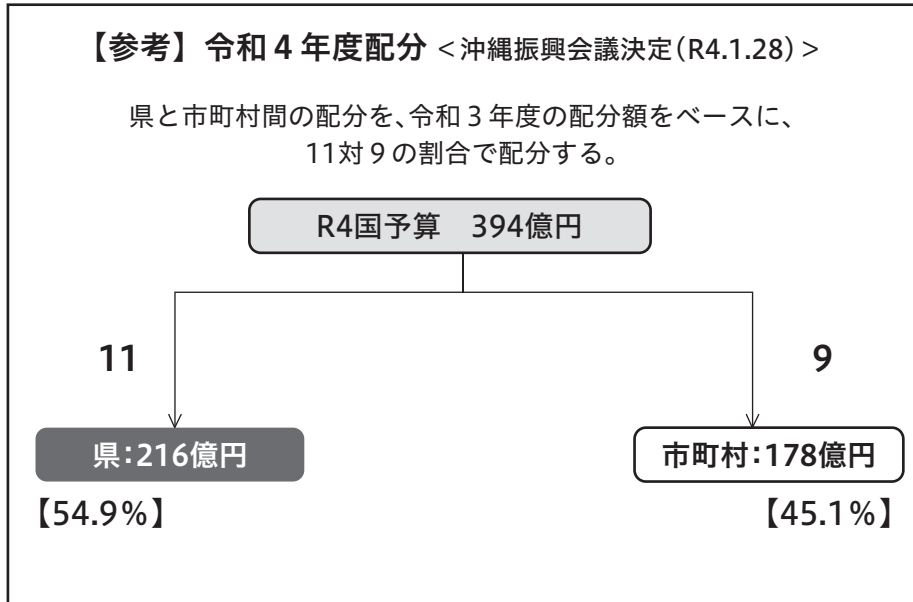 【参考】令和４年度配分 ＜沖縄振興会議決定（R4.1.28）＞
県と市町村間の配分を、令和３年度の配分額をベースに、
11対９の割合で配分する。
R4国予算　394億円
11
9
県：216億円
市町村：178億円
【54.9％】
【45.1％】